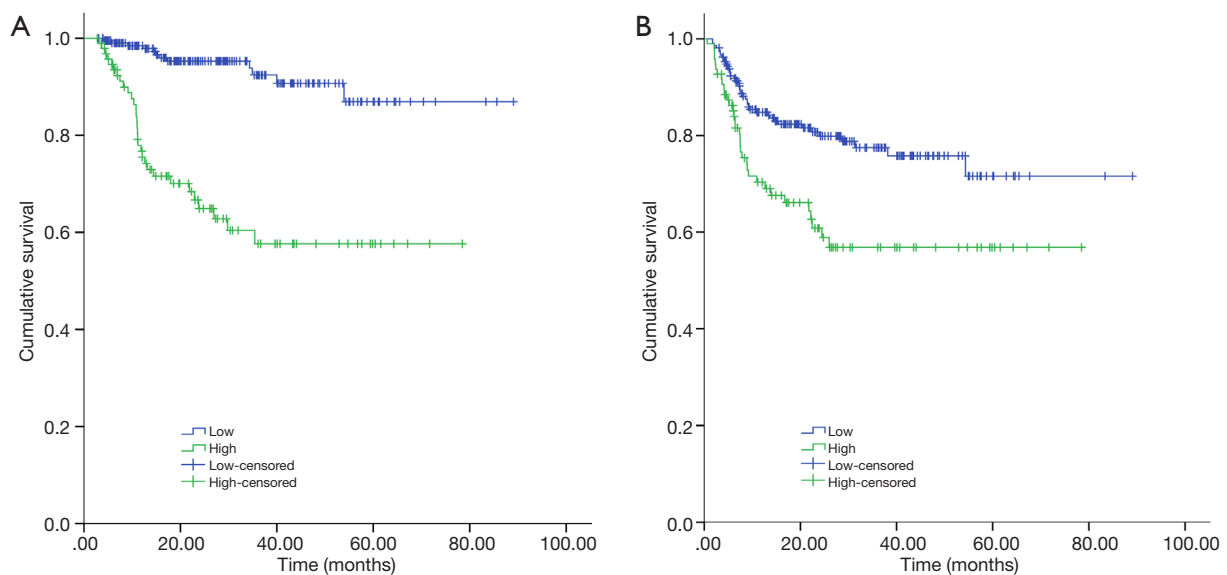 A
Cumulative survival
1.0
0.8
0.6
0.4
0.2
0.0
Low
High
Low-censored
High-censored
.00 20.00 40.00 60.00 80.00 100.00
Time (months)
B
Cumulative survival
1.0
0.8
0.6
0.4
0.2
0.0
Low
High
Low-censored
High-censored
.00 20.00 40.00 60.00 80.00 100.00
Time (months)